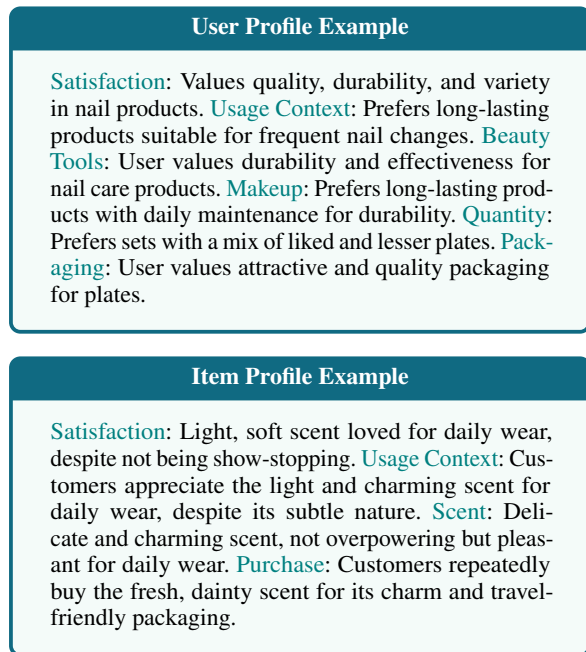 User Profile Example
Satisfaction: Values quality, durability, and variety
in nail products. Usage Context: Prefers long-lasting
products suitable for frequent nail changes. Beauty
Tools: User values durability and effectiveness for
nail care products. Makeup: Prefers long-lasting prod-
ucts with daily maintenance for durability. Quantity:
Prefers sets with a mix of liked and lesser plates. Pack-
aging: User values attractive and quality packaging
for plates.
Item Profile Example
Satisfaction: Light, soft scent loved for daily wear,
despite not being show-stopping. Usage Context: Cus-
tomers appreciate the light and charming scent for
daily wear, despite its subtle nature. Scent: Deli-
cate and charming scent, not overpowering but pleas-
ant for daily wear. Purchase: Customers repeatedly
buy the fresh, dainty scent for its charm and travel-
friendly packaging.